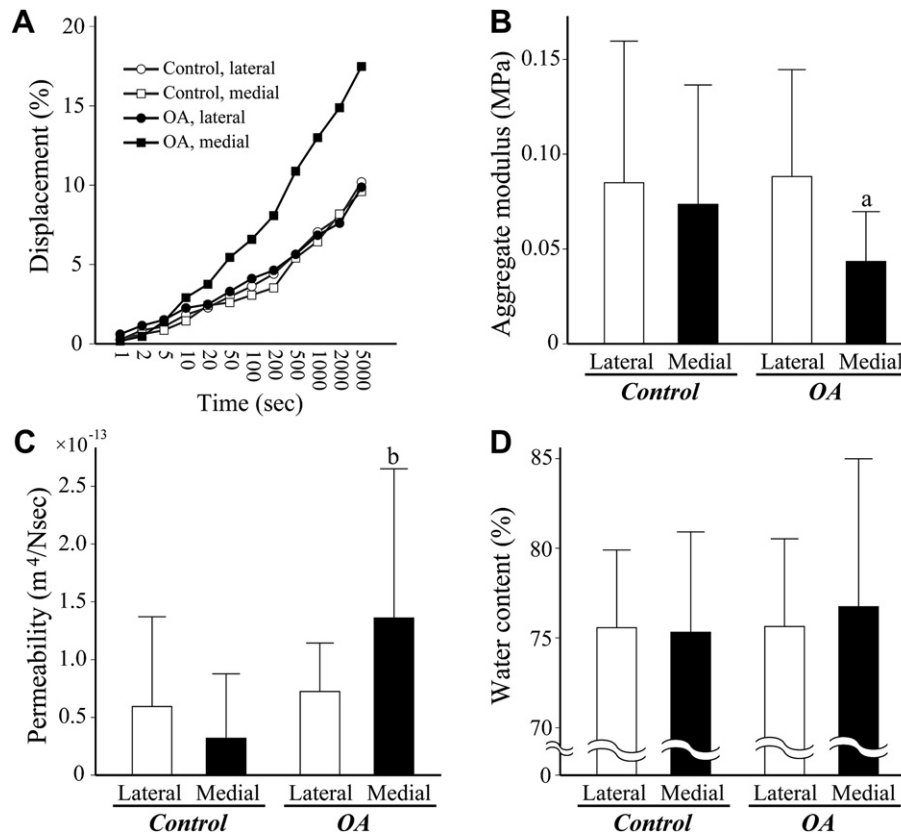 A
20
15
10
5
0
Displacement (%)
Control, lateral
Control, medial
OA, lateral
OA, medial
1 2 5 10 20 50 100 200 500 1000 2000 5000
Time (sec)
B
0.15
0.10
0.05
0
Aggregate modulus (MPa)
a
Lateral Medial Lateral Medial
Control OA
C
×10-13
2.5
2.0
1.5
1.0
0.5
0
Permeability (m⁴/Nsec)
b
Lateral Medial Lateral Medial
Control OA
D
85
80
75
70
0
Water content (%)
Lateral Medial Lateral Medial
Control OA